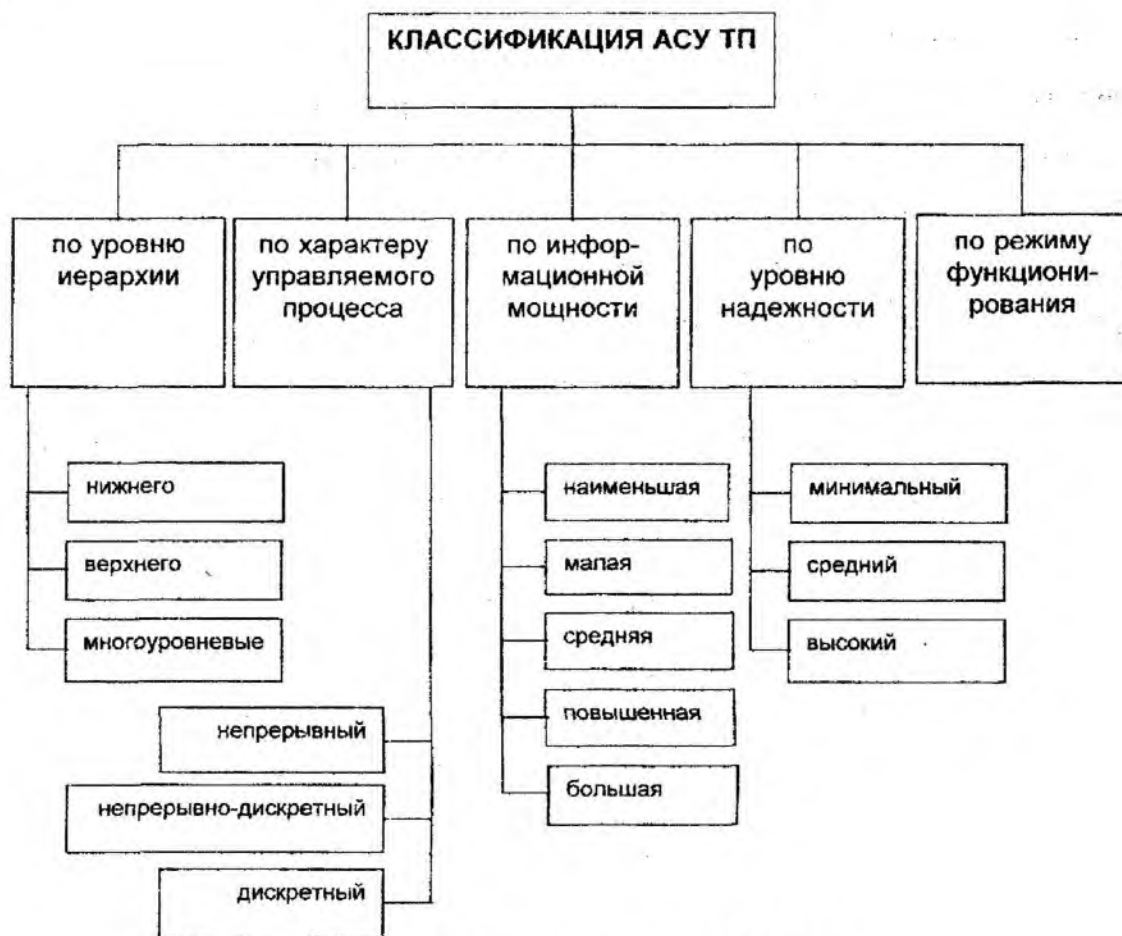 КЛАССИФИКАЦИЯ АСУ ТП
по уровню
иерархии
по характеру
управляемого
процесса
по инфор-
мационной
мощности
по
уровню
надежности
по режиму
функциони-
рования
нижнего
верхнего
многоуровневые
непрерывный
непрерывно-дискретный
дискретный
наименьшая
малая
средняя
повышенная
большая
минимальный
средний
высокий